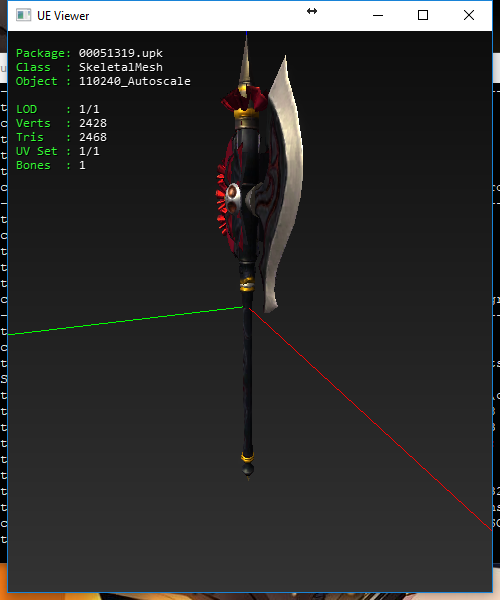 UE Viewer
Package: 00051319.upk
Class : SkeletalMesh
Object : 110240_Autoscale
LOD : 1/1
Verts : 2428
Tris : 2468
UV Set : 1/1
Bones : 1